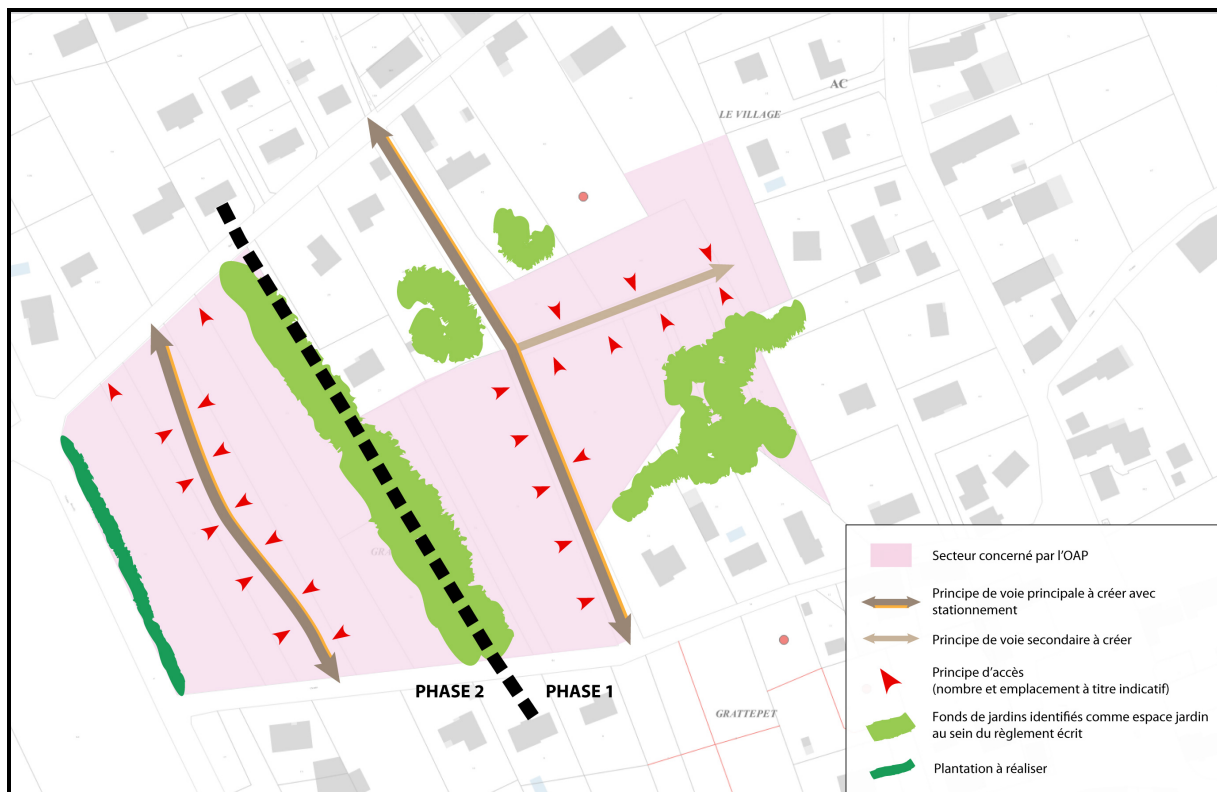 AC
LE VILLAGE
PHASE 2
PHASE 1
GRATTEPET
Secteur concerné par l'OAP
Principe de voie principale à créer avec
stationnement
Principe de voie secondaire à créer
Principe d'accès
(nombre et emplacement à titre indicatif)
Fonds de jardins identifiés comme espace jardin
au sein du règlement écrit
Plantation à réaliser